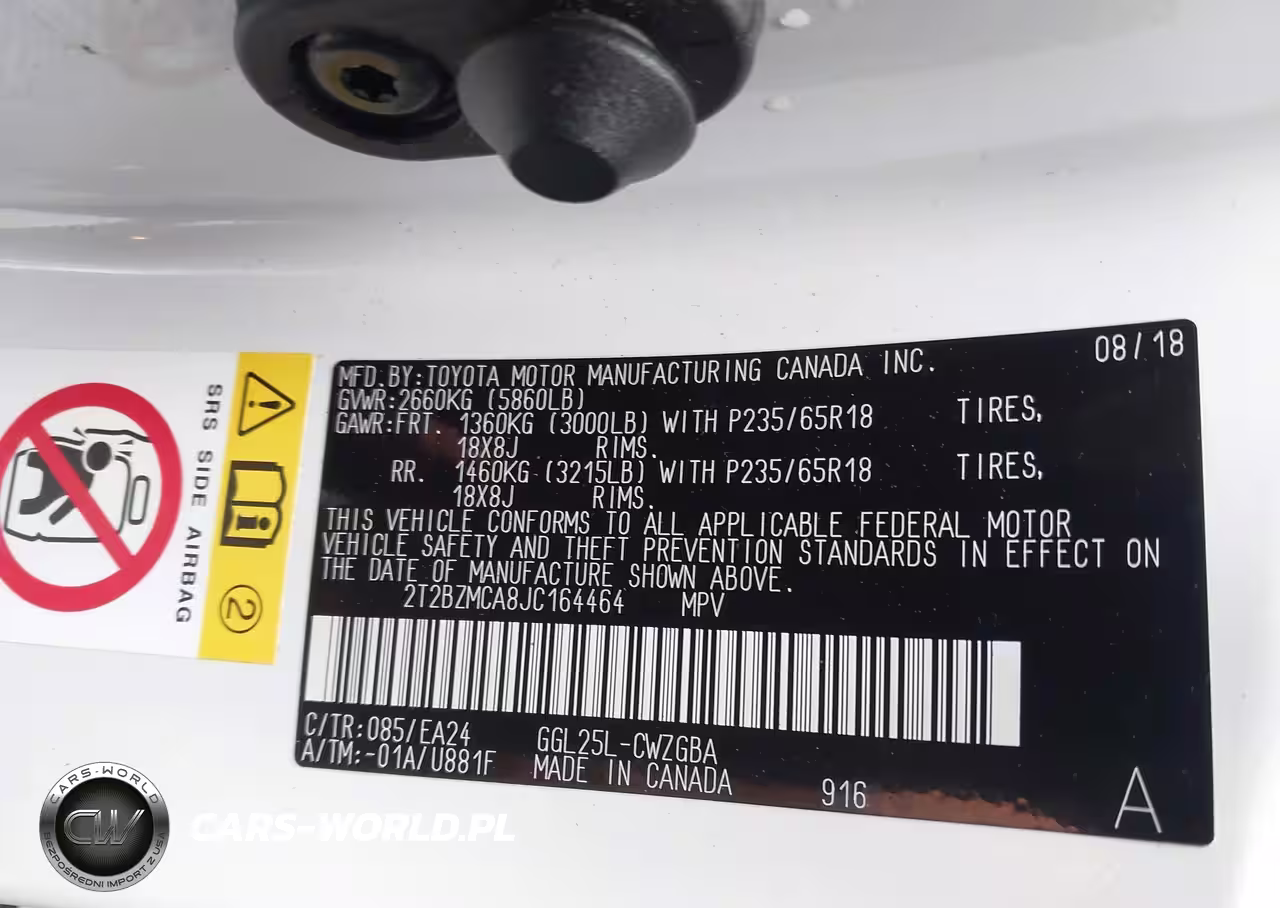 MFD.BY:TOYOTA MOTOR MANUFACTURING CANADA INC. 08/18
GVWR:2660KG (5860LB)
GAWR:FRT. 1360KG (3000LB) WITH P235/65R18 TIRES,
18X8J RIMS.
RR. 1460KG (3215LB) WITH P235/65R18 TIRES,
18X8J RIMS.
THIS VEHICLE CONFORMS TO ALL APPLICABLE FEDERAL MOTOR
VEHICLE SAFETY AND THEFT PREVENTION STANDARDS IN EFFECT ON
THE DATE OF MANUFACTURE SHOWN ABOVE.
2T2BZMCA8JC164464 MPV
C/TR:085/EA24 GGL25L-CWZGBA
A/TM:-01A/U881F MADE IN CANADA 916 A
SRS SIDE AIRBAG
2
CARS-WORLD
CW
BEZPOŚREDNI IMPORT Z USA
CARS-WORLD.PL